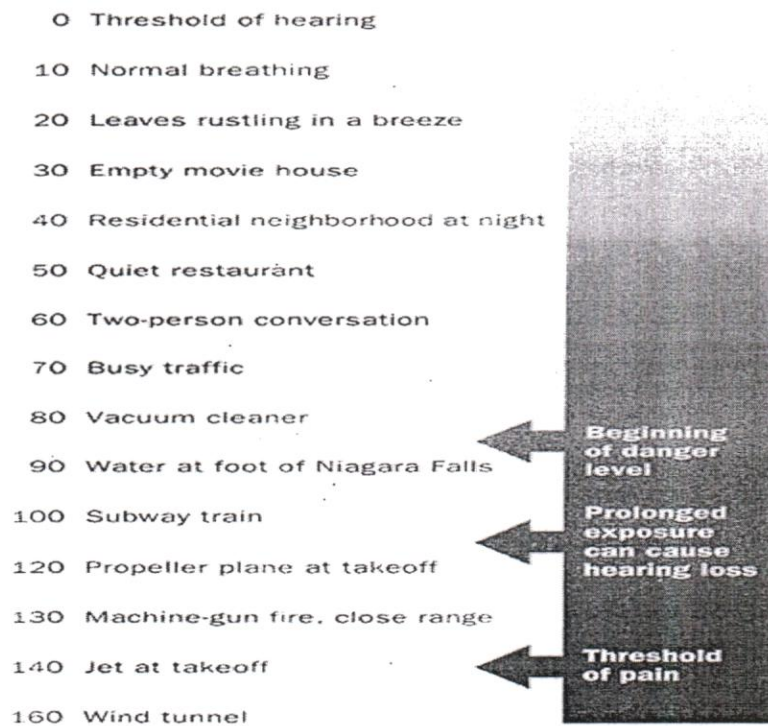 0 Threshold of hearing
10 Normal breathing
20 Leaves rustling in a breeze
30 Empty movie house
40 Residential neighborhood at night
50 Quiet restaurant
60 Two-person conversation
70 Busy traffic
80 Vacuum cleaner
Beginning
of danger
level
90 Water at foot of Niagara Falls
100 Subway train
Prolonged
exposure
can cause
hearing loss
120 Propeller plane at takeoff
130 Machine-gun fire, close range
140 Jet at takeoff
Threshold
of pain
160 Wind tunnel